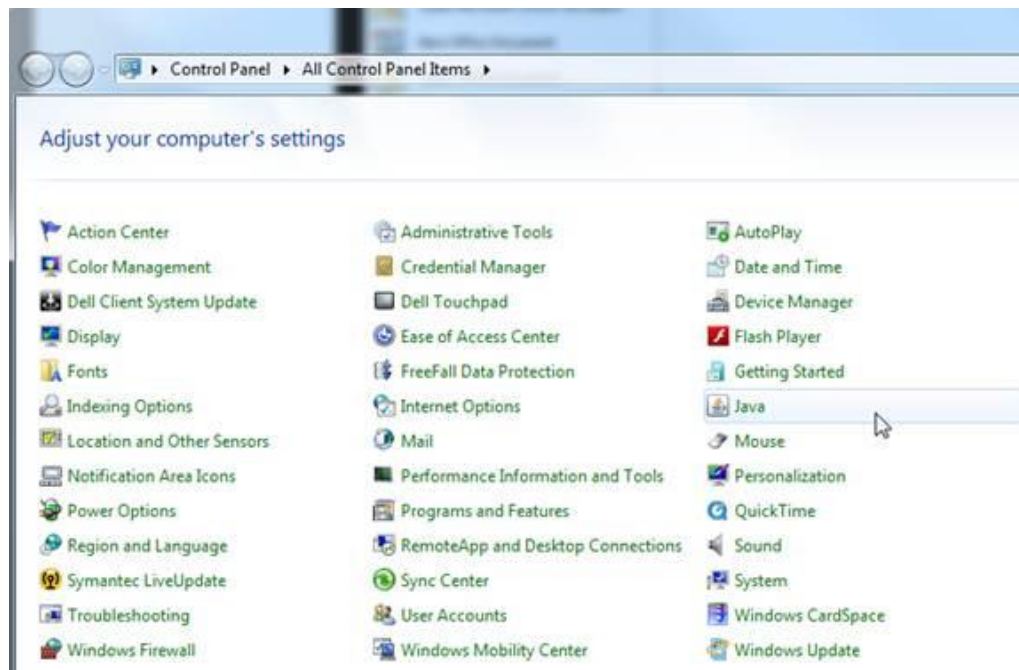 Control Panel ▸ All Control Panel Items ▸
Adjust your computer's settings
Action Center Administrative Tools AutoPlay
Color Management Credential Manager Date and Time
Dell Client System Update Dell Touchpad Device Manager
Display Ease of Access Center Flash Player
Fonts FreeFall Data Protection Getting Started
Indexing Options Internet Options Java
Location and Other Sensors Mail Mouse
Notification Area Icons Performance Information and Tools Personalization
Power Options Programs and Features QuickTime
Region and Language RemoteApp and Desktop Connections Sound
Symantec LiveUpdate Sync Center System
Troubleshooting User Accounts Windows CardSpace
Windows Firewall Windows Mobility Center Windows Update